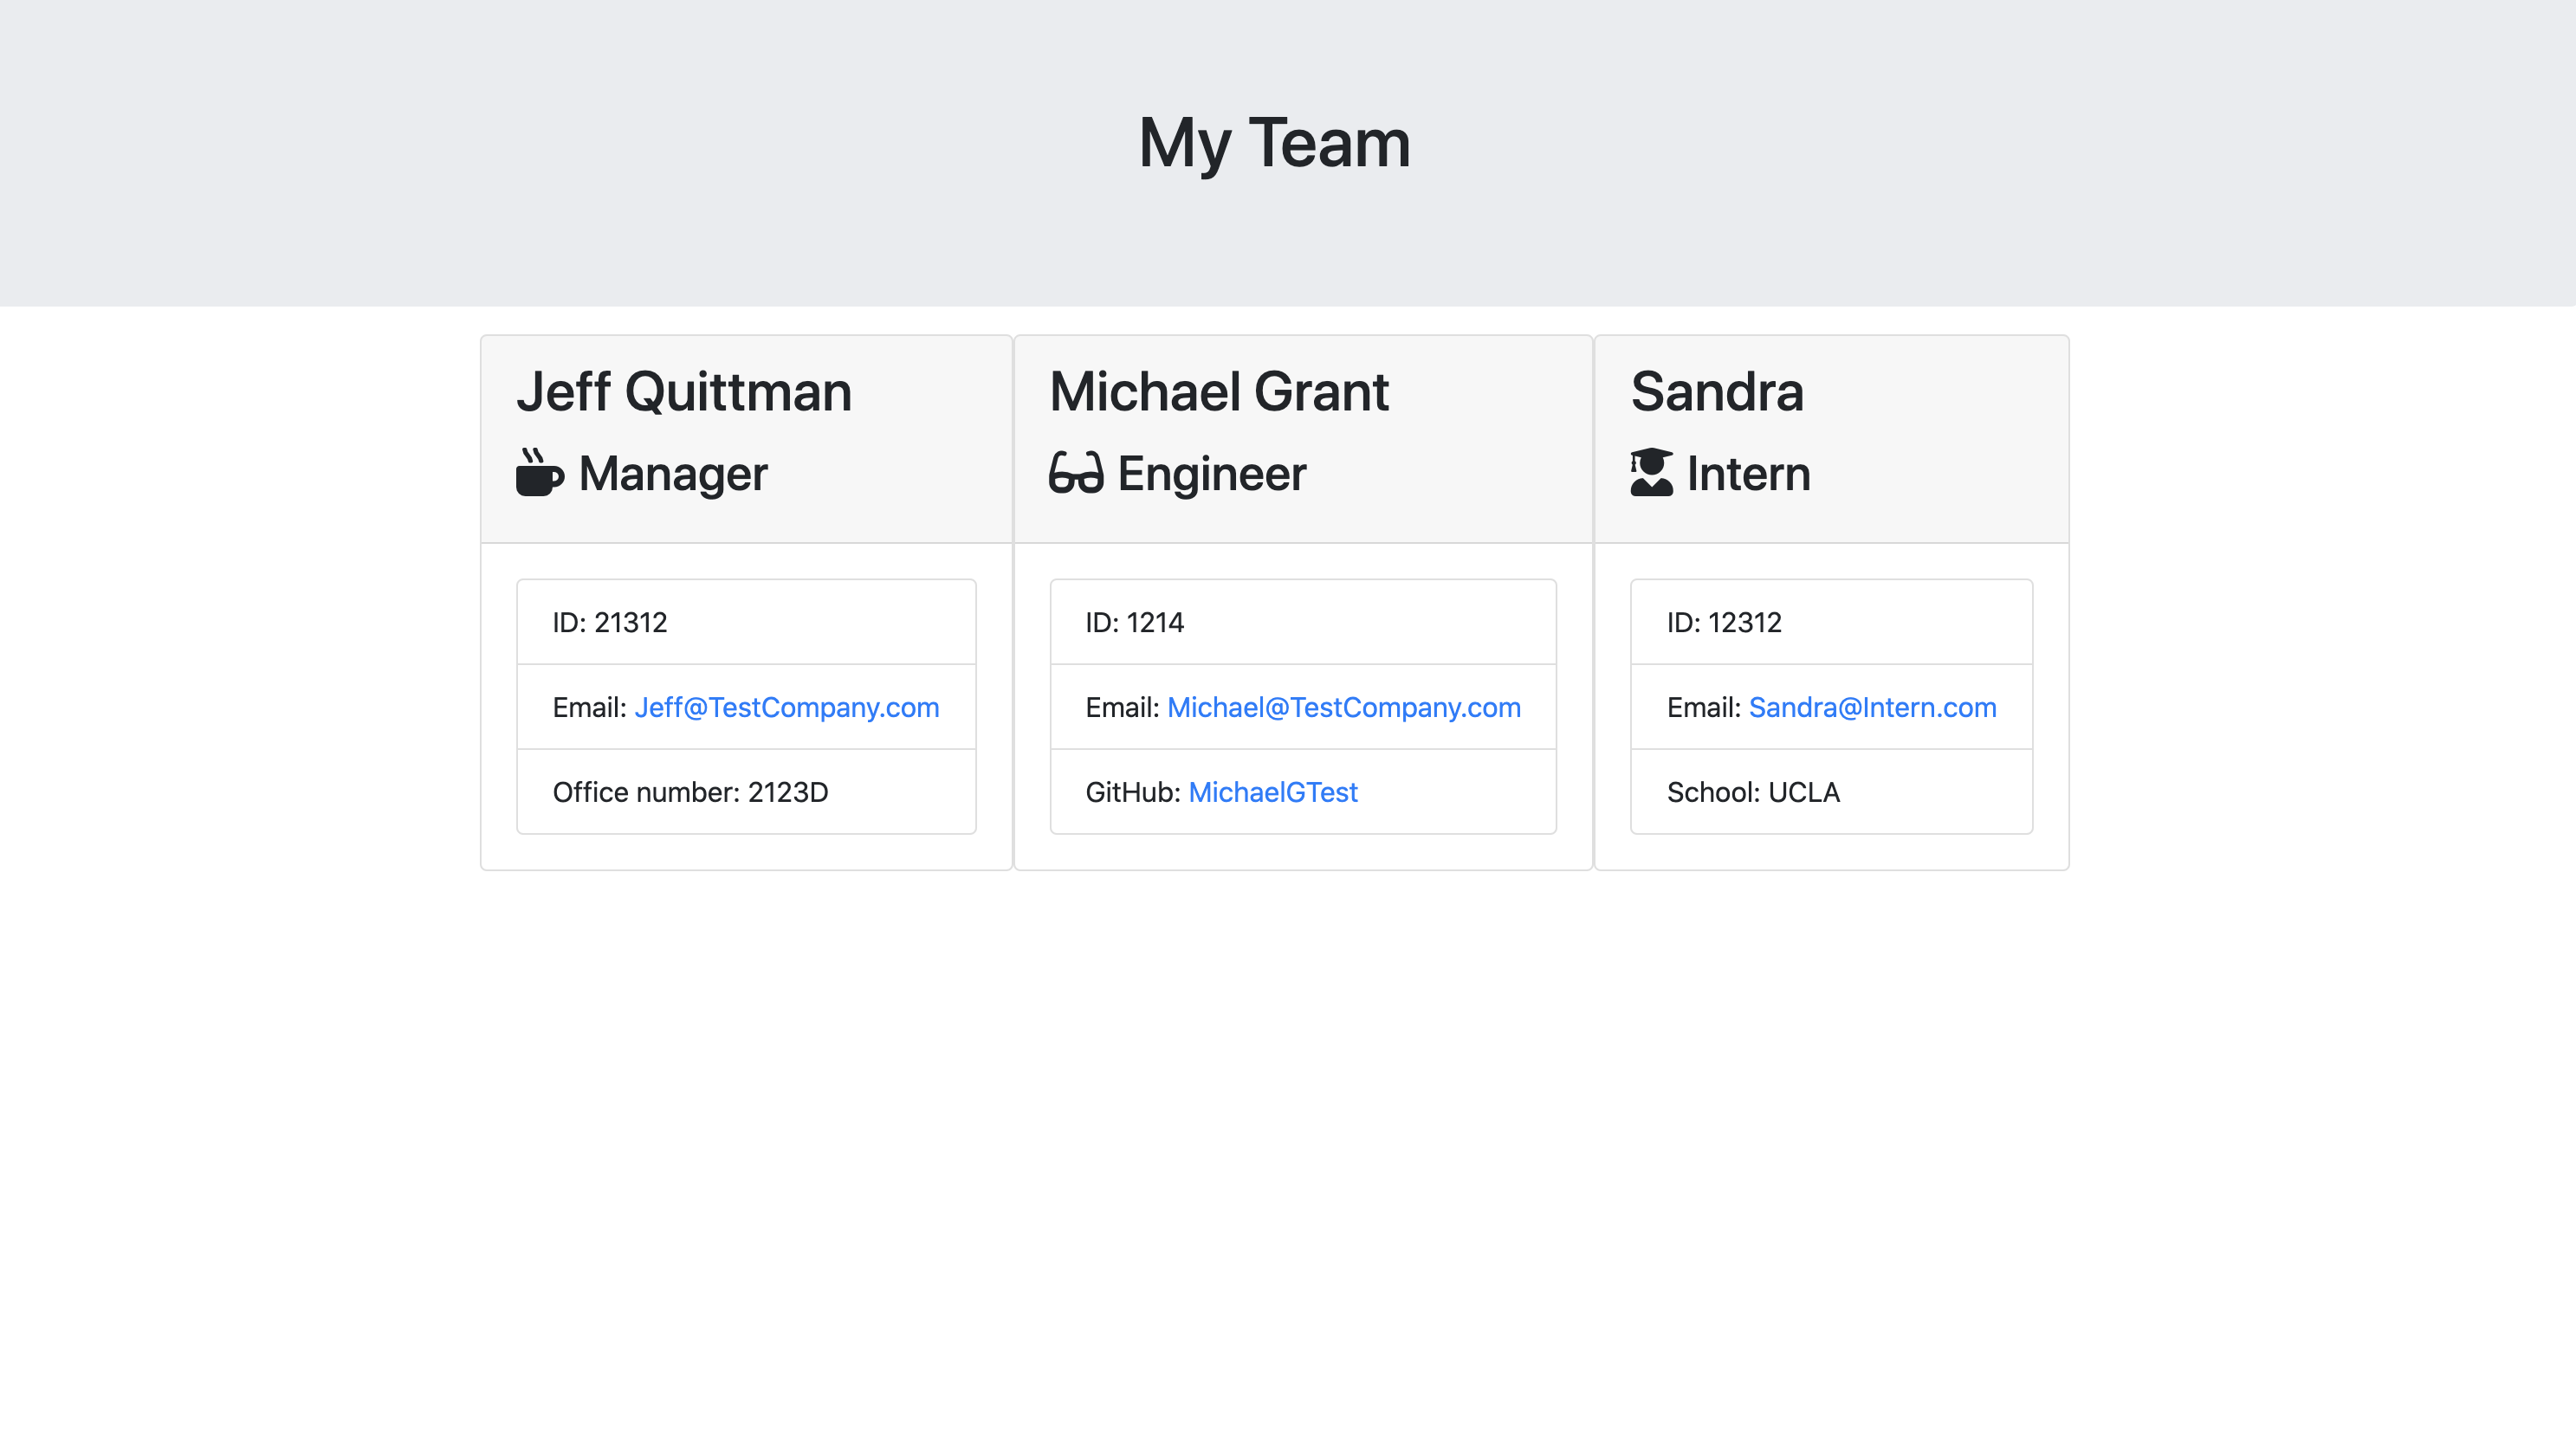 My Team
Jeff Quittman
Manager
ID: 21312
Email: Jeff@TestCompany.com
Office number: 2123D
Michael Grant
Engineer
ID: 1214
Email: Michael@TestCompany.com
GitHub: MichaelGTest
Sandra
Intern
ID: 12312
Email: Sandra@Intern.com
School: UCLA